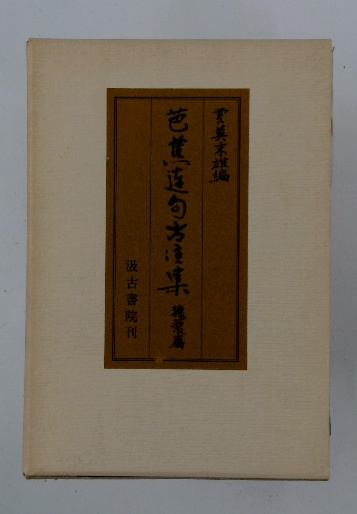 雲英末雄編
芭蕉連句古注集 猿蓑篇
汲古書院刊